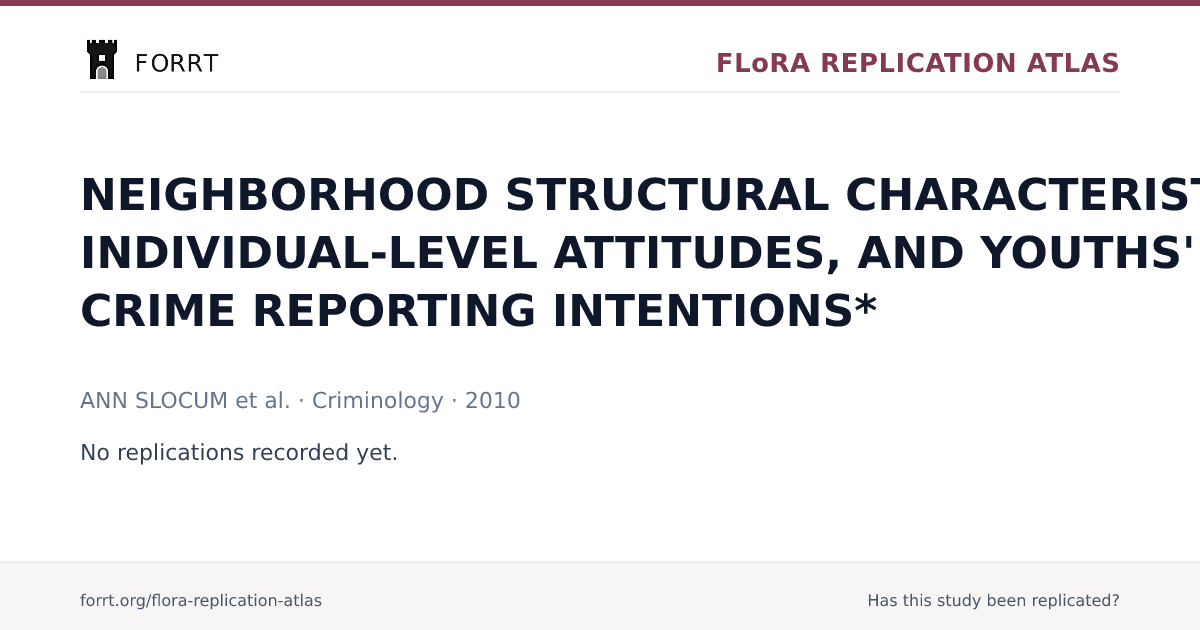 FORRT
FLoRA REPLICATION ATLAS
NEIGHBORHOOD STRUCTURAL
INDIVIDUAL-LEVEL ATTITUDES, AND YOUTHS'
CRIME REPORTING INTENTIONS*
ANN SLOCUM et al. · Criminology · 2010
No replications recorded yet.
forrt.org/flora-replication-atlas
Has this study been replicated?